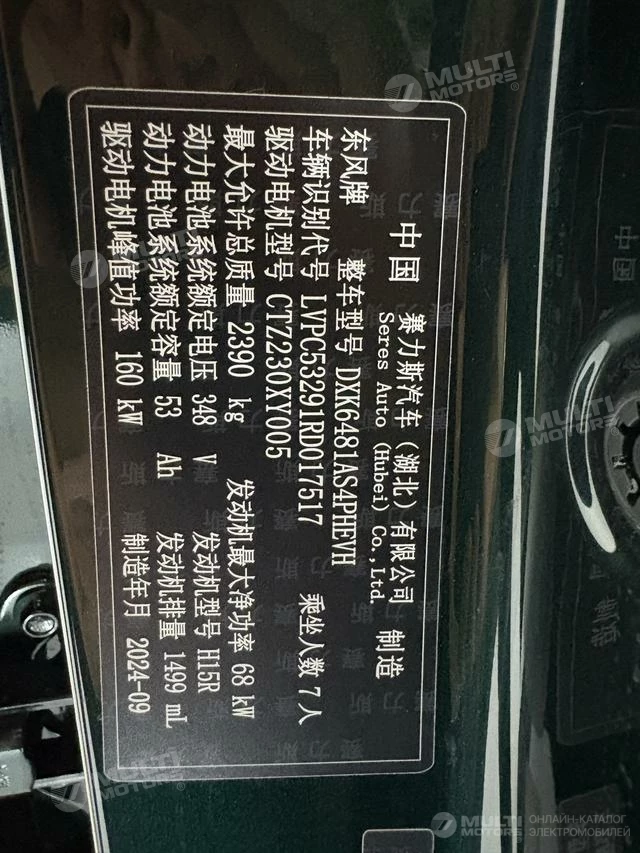 中国 赛力斯汽车（湖北）有限公司 制造
Seres Auto (Hubei) Co., Ltd.
东风牌 整车型号 DXK6481AS4PHEVH
车辆识别代号 LVPC53291RD017517 乘坐人数 7 人
驱动电机型号 CTZ230XY005
最大允许总质量 2390 kg 发动机最大净功率 68 kW
动力电池系统额定电压 348 V 发动机型号 H15R
动力电池系统额定容量 53 Ah 发动机排量 1499 mL
驱动电机峰值功率 160 kW 制造年月 2024-09
MULTI MOTORS®
MULTI MOTORS
MULTI MOTORS
MULTI MOTORS
ОНЛАЙН-КАТАЛОГ
ЭЛЕКТРОМОБИЛЕЙ